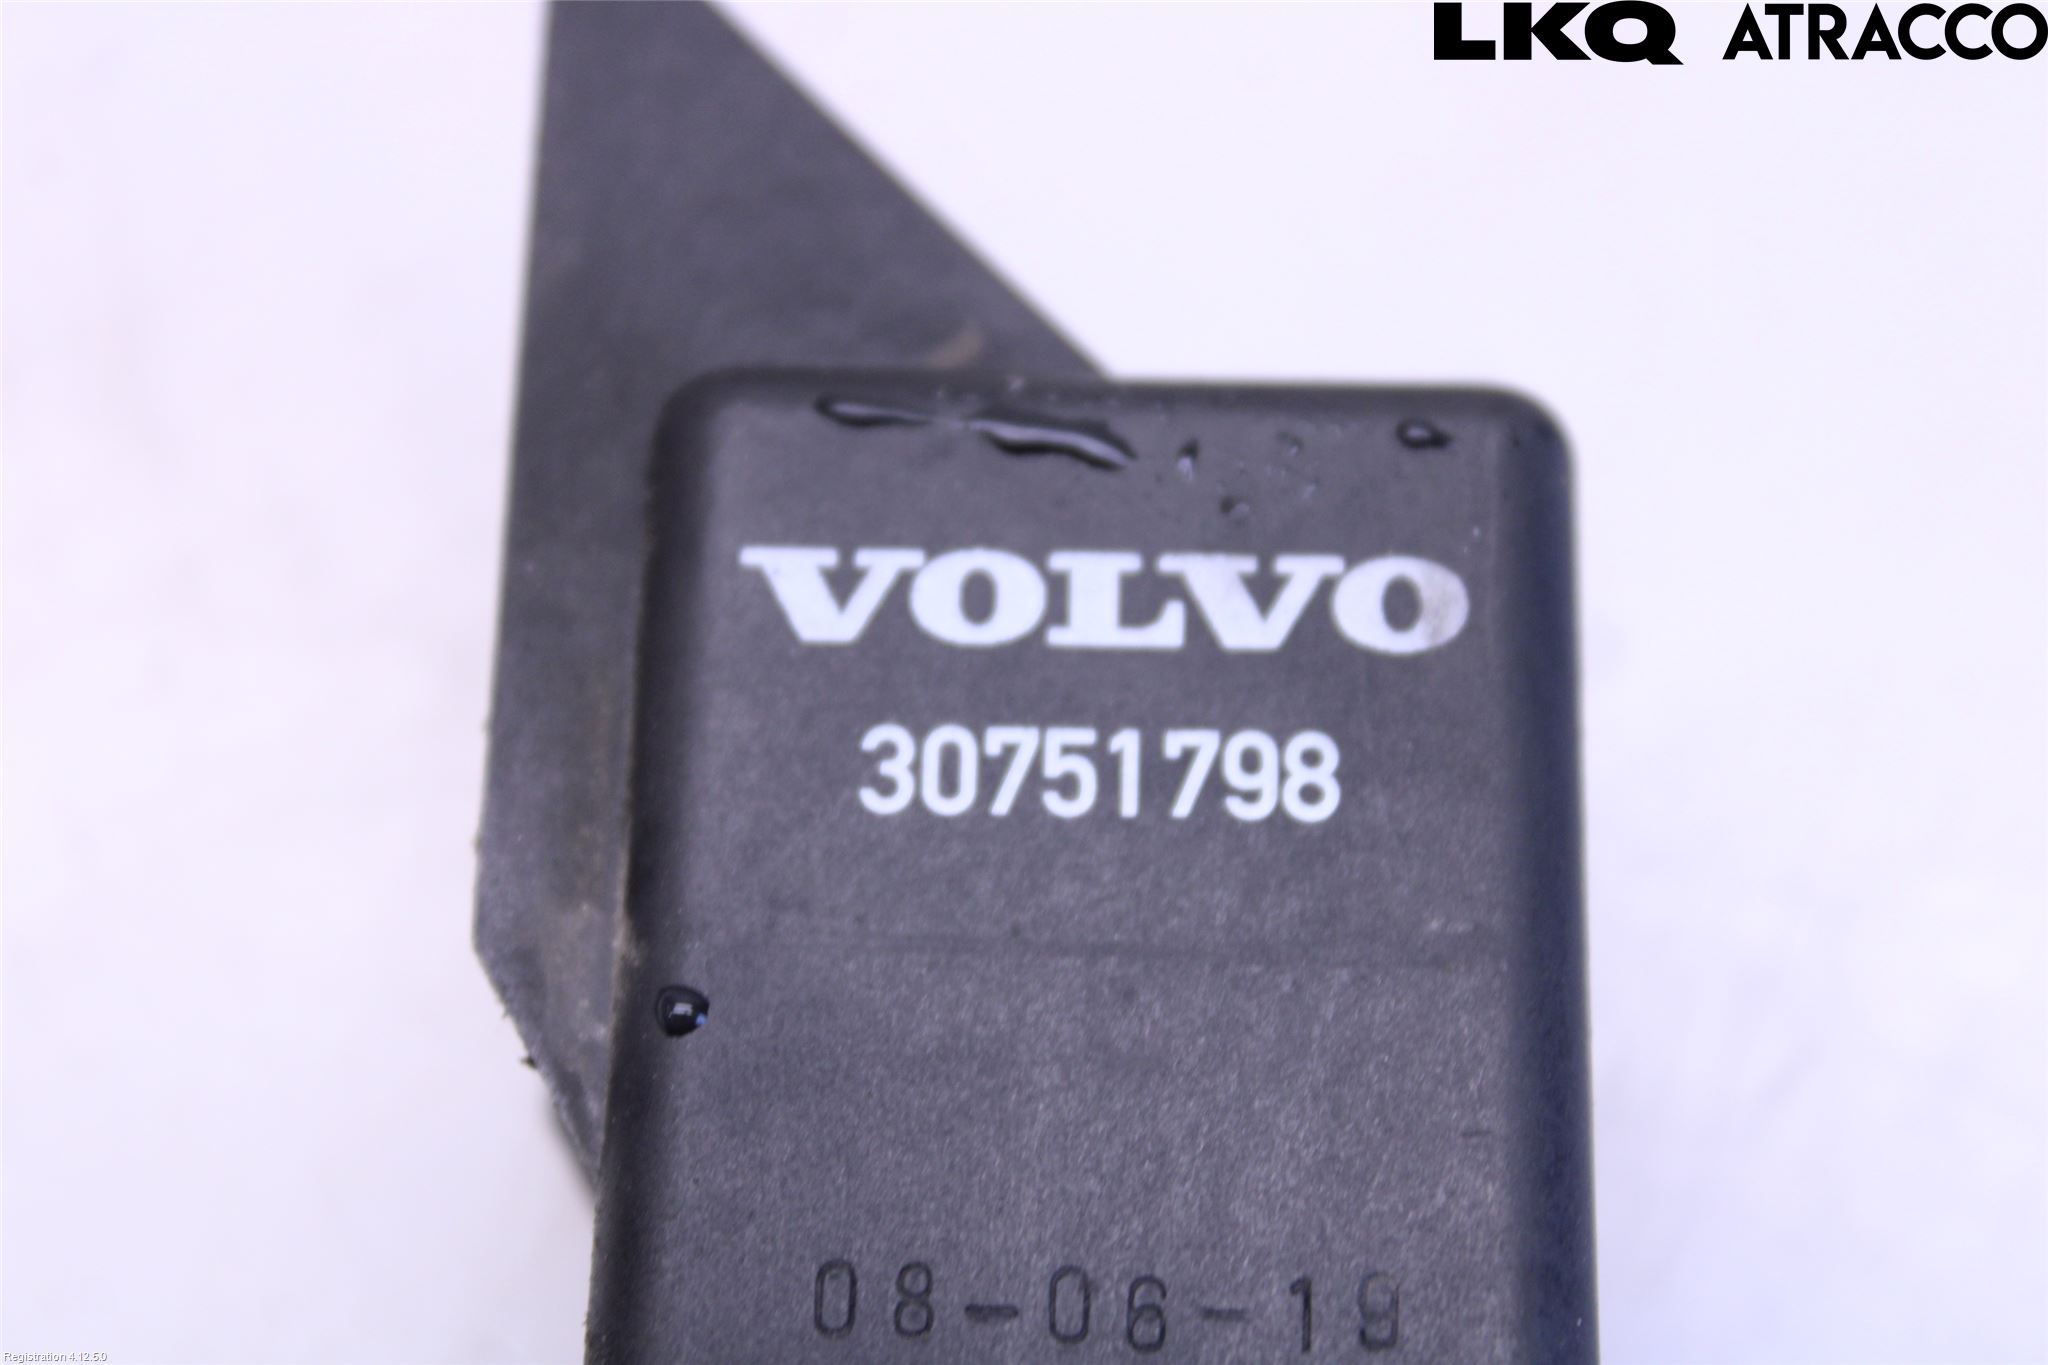 LKQ ATRACCO
VOLVO
30751798
08-06-19
Registration 4.12.5.0